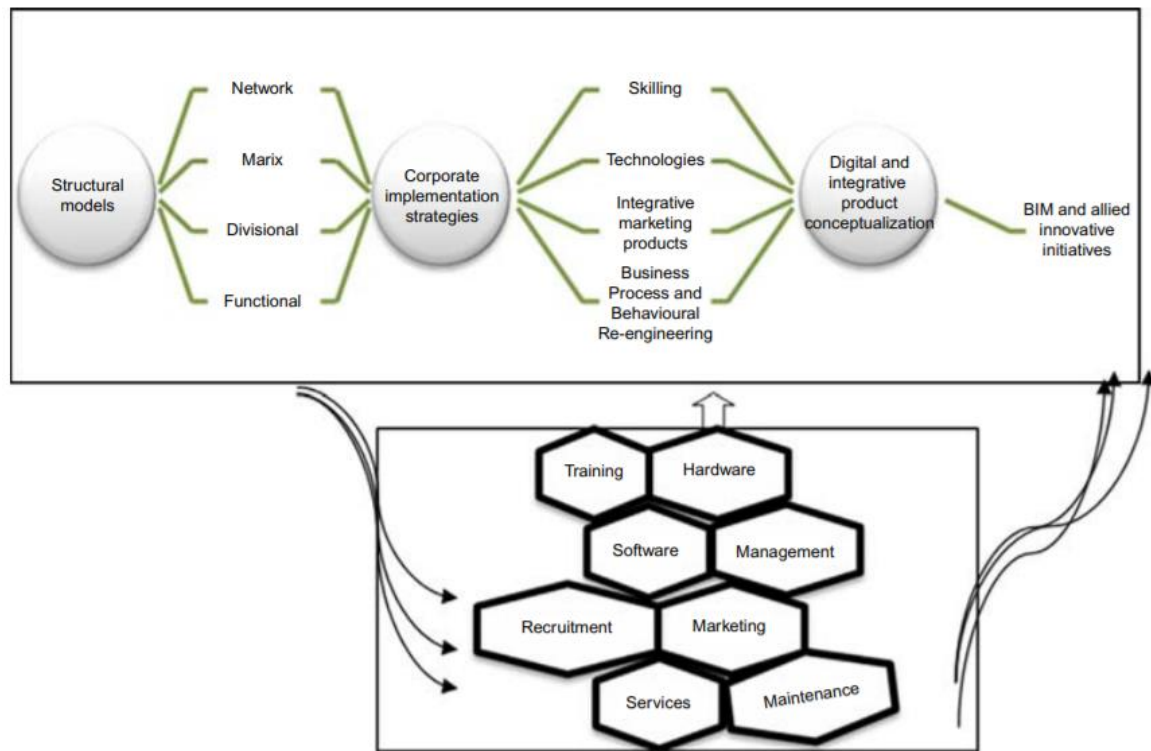 Structural
models
Network
Marix
Divisional
Functional
Corporate
implementation
strategies
Skilling
Technologies
Integrative
marketing
products
Business
Process and
Behavioural
Re-engineering
Digital and
integrative
product
conceptualization
BIM and allied
innovative
initiatives
Training
Hardware
Software
Management
Recruitment
Marketing
Services
Maintenance